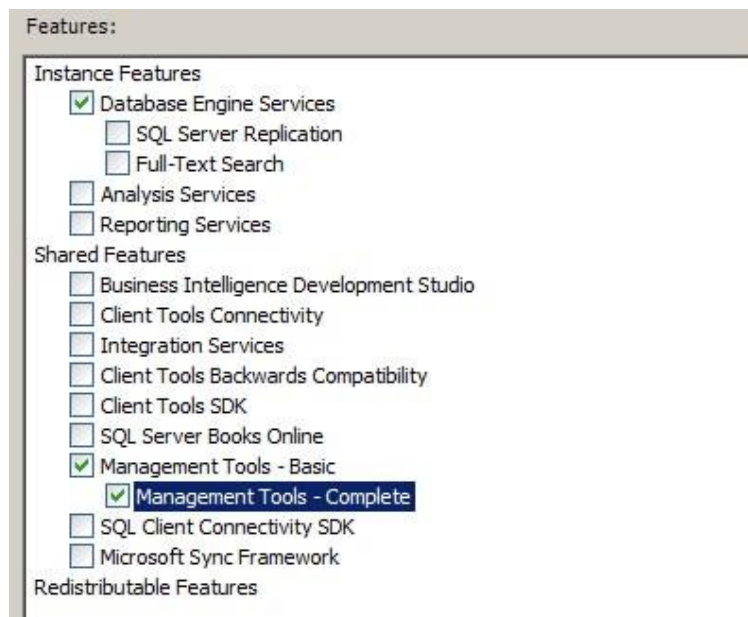 Features:
Instance Features
Database Engine Services
SQL Server Replication
Full-Text Search
Analysis Services
Reporting Services
Shared Features
Business Intelligence Development Studio
Client Tools Connectivity
Integration Services
Client Tools Backwards Compatibility
Client Tools SDK
SQL Server Books Online
Management Tools - Basic
Management Tools - Complete
SQL Client Connectivity SDK
Microsoft Sync Framework
Redistributable Features